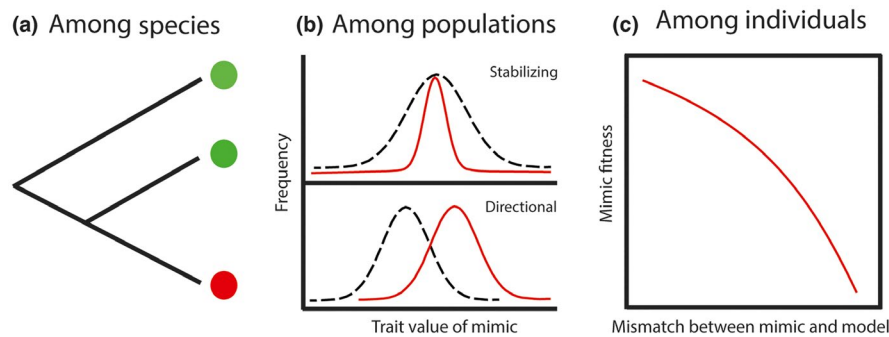 (a) Among species
(b) Among populations
Stabilizing
Directional
Frequency
Trait value of mimic
(c) Among individuals
Mimic fitness
Mismatch between mimic and model